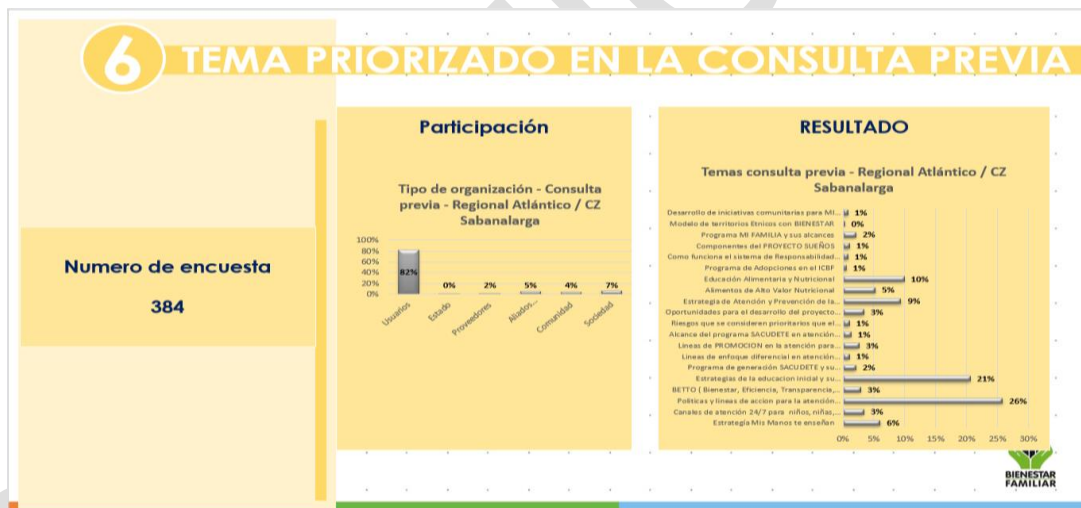 6 TEMA PRIORIZADO EN LA CONSULTA PREVIA
Numero de encuesta
384
Participación
Tipo de organización - Consulta
previa - Regional Atlántico / CZ
Sabanalarga
100%
80%
60%
40%
20%
0%
82%
0%
2%
5%
4%
7%
Usuarios
Estado
Proveedores
Aliados...
Comunidad
Sociedad
RESULTADO
Temas consulta previa - Regional Atlántico / CZ
Sabanalarga
Desarrollo de iniciativas comunitarias para MI... 1%
Modelo de territorios Etnicos con BIENESTAR 0%
Programa MI FAMILIA y sus alcances 2%
Componentes del PROYECTO SUEÑOS 1%
Como funciona el sistema de Responsabilidad... 1%
Programa de Adopciones en el ICBF 1%
Educación Alimentaria y Nutricional 10%
Alimentos de Alto Valor Nutricional 5%
Estrategia de Atención y Prevención de la... 9%
Oportunidades para el desarrollo del proyecto... 3%
Riesgos que se consideren prioritarios que el... 1%
Alcance del programa SACUDETE en atención... 1%
Lineas de PROMOCION en la atención para... 3%
Lineas de enfoque diferencial en atención... 1%
Programa de generación SACUDETE y su... 2%
Estrategias de la educacion inicial y su... 21%
BETTO ( Bienestar, Eficiencia, Transparencia,... 3%
Politicas y lineas de accion para la atención... 26%
Canales de atención 24/7 para niños, niñas,... 3%
Estrategia Mis Manos te enseñan 6%
0% 5% 10% 15% 20% 25% 30%
BIENESTAR
FAMILIAR